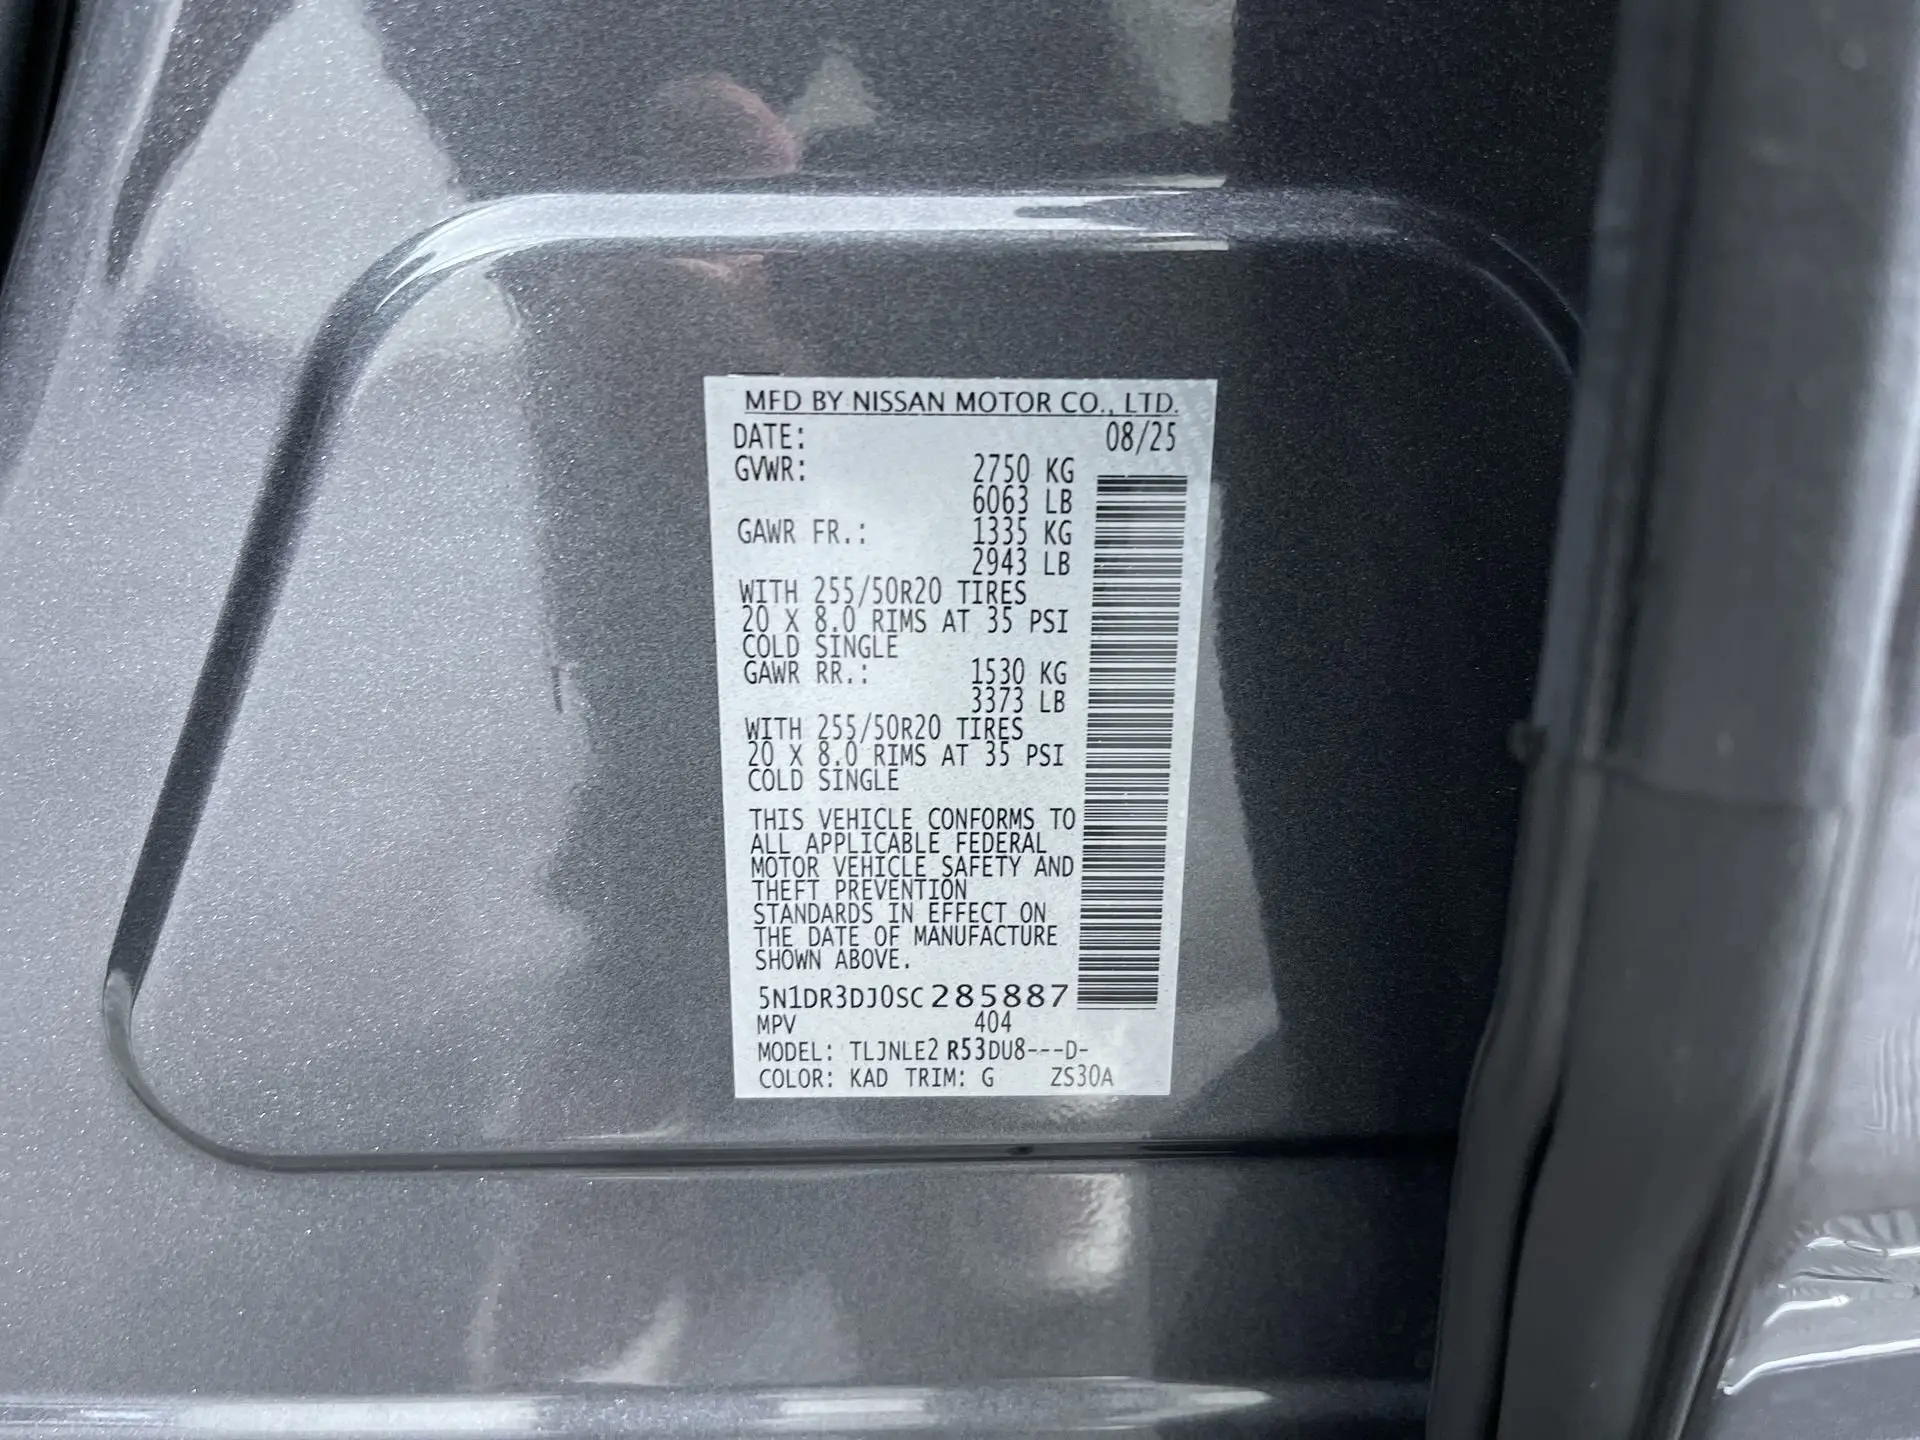 MFD BY NISSAN MOTOR CO., LTD.
DATE: 08/25
GVWR: 2750 KG
6063 LB
GAWR FR.: 1335 KG
2943 LB
WITH 255/50R20 TIRES
20 X 8.0 RIMS AT 35 PSI
COLD SINGLE
GAWR RR.: 1530 KG
3373 LB
WITH 255/50R20 TIRES
20 X 8.0 RIMS AT 35 PSI
COLD SINGLE
THIS VEHICLE CONFORMS TO
ALL APPLICABLE FEDERAL
MOTOR VEHICLE SAFETY AND
THEFT PREVENTION
STANDARDS IN EFFECT ON
THE DATE OF MANUFACTURE
SHOWN ABOVE.
5N1DR3DJ0SC285887
MPV 404
MODEL: TLJNLE2 R53DU8---D-
COLOR: KAD TRIM: G ZS30A